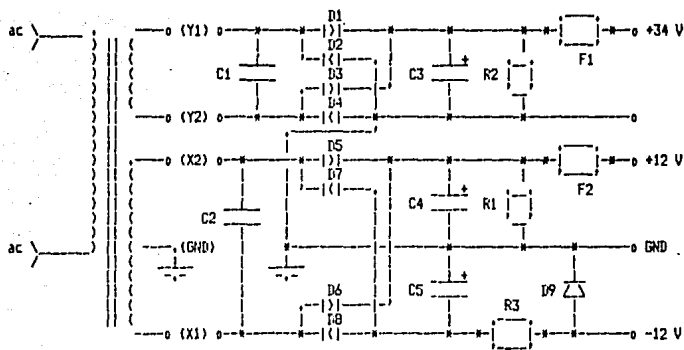 D1
ac (Y1) +34 V
D2
F1
C1 D3 C3 R2
D4
(Y2)
D5
(X2) +12 V
D7
F2
C2 C4 R1
ac (GND) GND
D6 C5 D9
R3
D8
(X1) -12 V